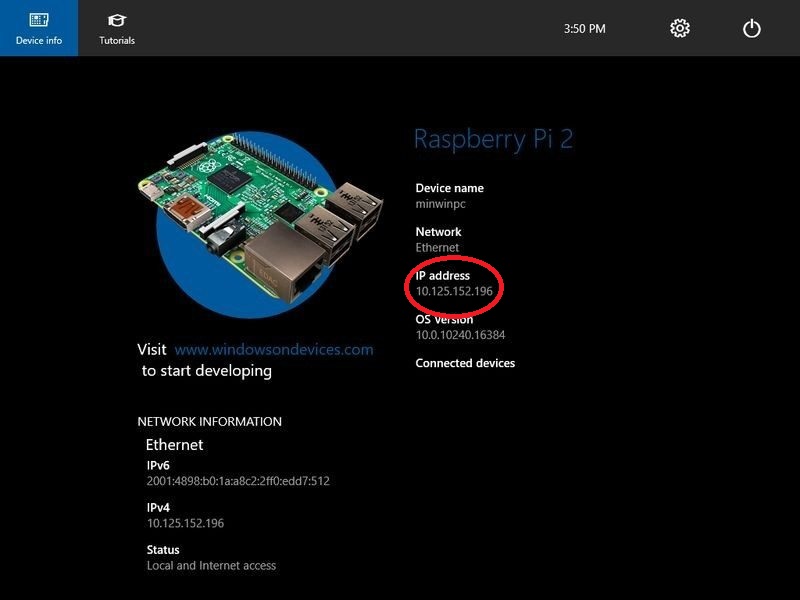 Device info
Tutorials
3:50 PM
Raspberry Pi 2
Device name
minwinpc
Network
Ethernet
IP address
10.125.152.196
OS Version
10.0.10240.16384
Connected devices
Visit www.windowsondevices.com
to start developing
NETWORK INFORMATION
Ethernet
IPv6
2001:4898:b0:1a:a8c2:2ff0:edd7:512
IPv4
10.125.152.196
Status
Local and Internet access